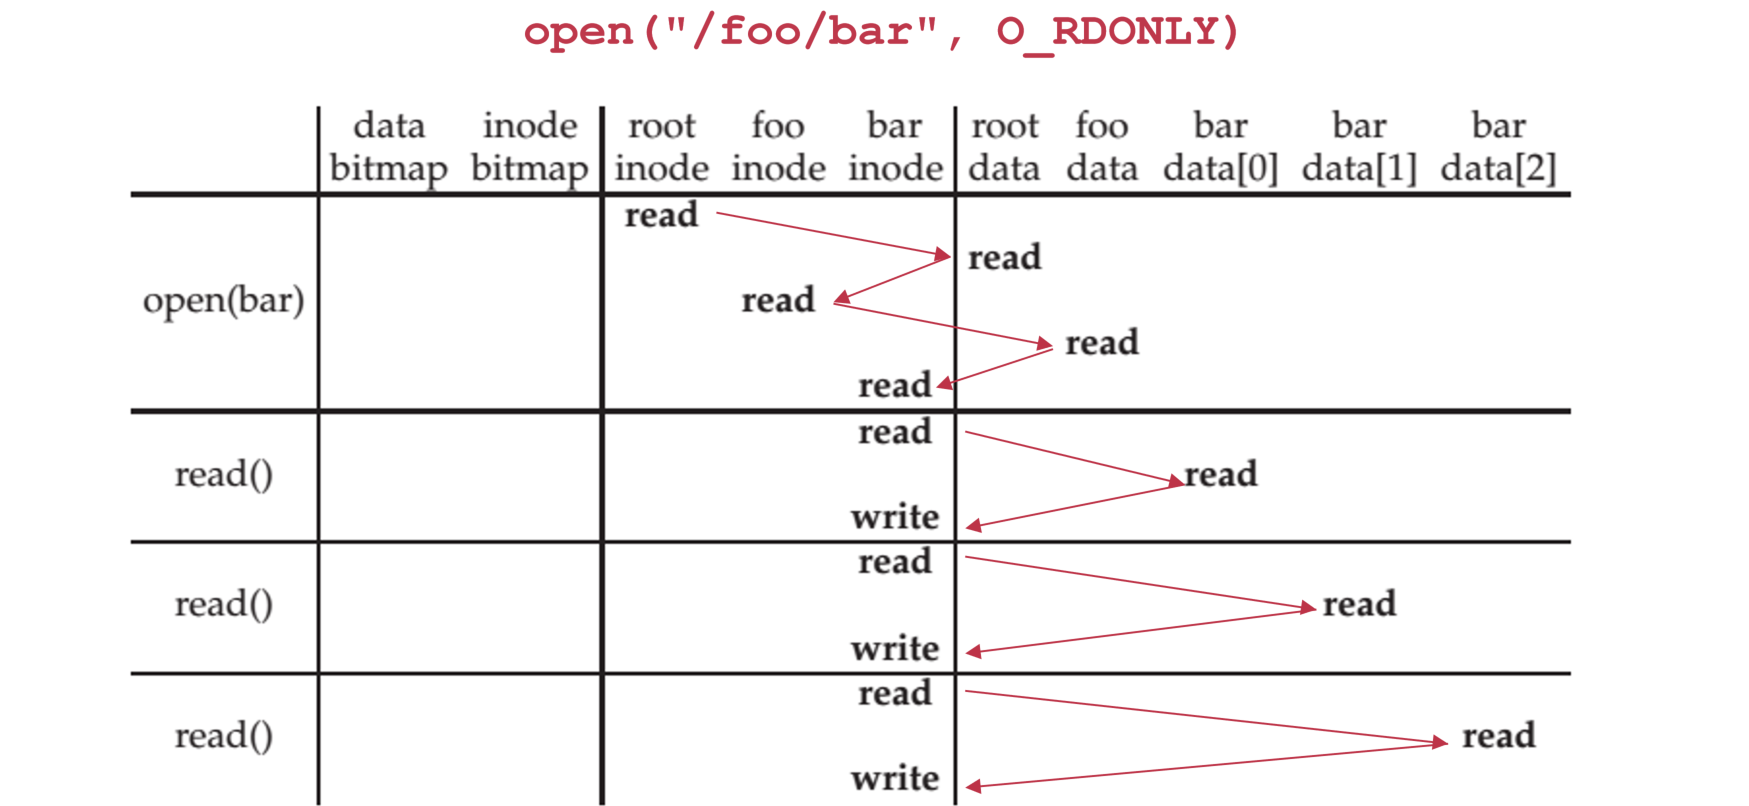 open("/foo/bar", O_RDONLY)
data inode root foo bar root foo bar bar bar
bitmap bitmap inode inode inode data data data[0] data[1] data[2]
read
read
open(bar) read
read
read
read
read() read
write
read
read() read
write
read
read() read
write